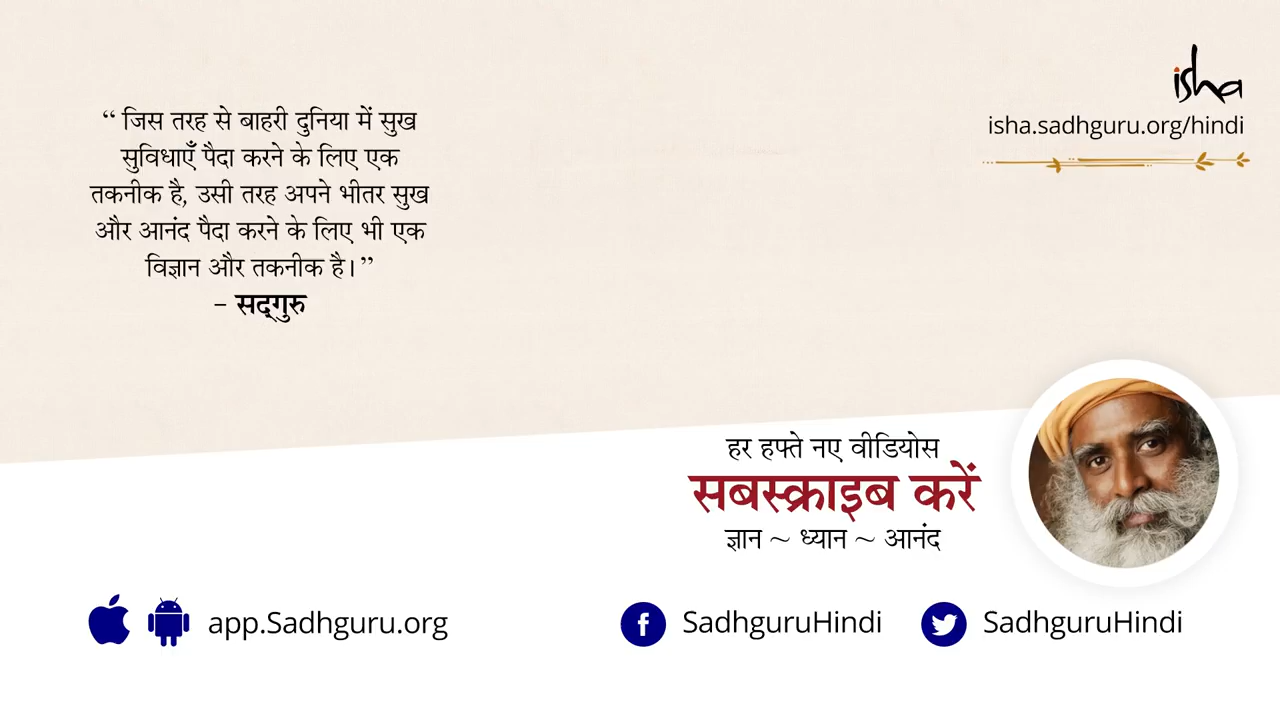 “ जिस तरह से बाहरी दुनिया में सुख
सुविधाएँ पैदा करने के लिए एक
तकनीक है, उसी तरह अपने भीतर सुख
और आनंद पैदा करने के लिए भी एक
विज्ञान और तकनीक है। ”
– सद्‌गुरु
isha
isha.sadhguru.org/hindi
हर हफ्ते नए वीडियोस
सबस्क्राइब करें
ज्ञान ~ ध्यान ~ आनंद
app.Sadhguru.org
SadhguruHindi
SadhguruHindi